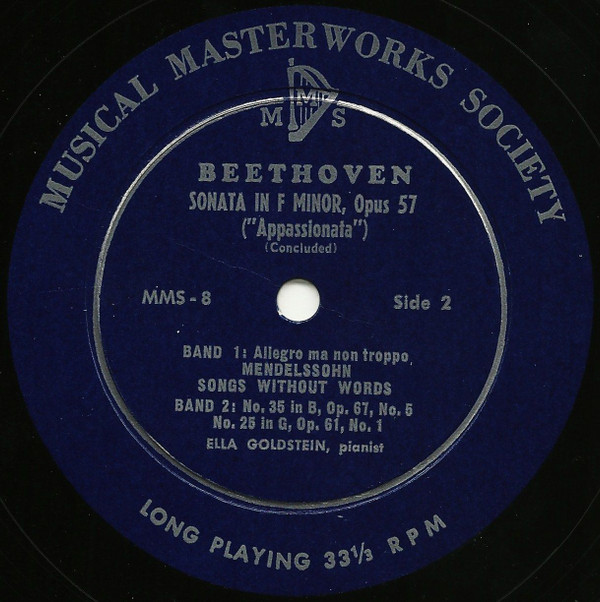 MUSICAL MASTERWORKS SOCIETY
M M S
BEETHOVEN
SONATA IN F MINOR, Opus 57
("Appassionata")
(Concluded)
MMS - 8
Side 2
BAND 1: Allegro ma non troppo
MENDELSSOHN
SONGS WITHOUT WORDS
BAND 2: No. 35 in B, Op. 67, No. 5
No. 25 in G, Op. 61, No. 1
ELLA GOLDSTEIN, pianist
LONG PLAYING 33⅓ RPM